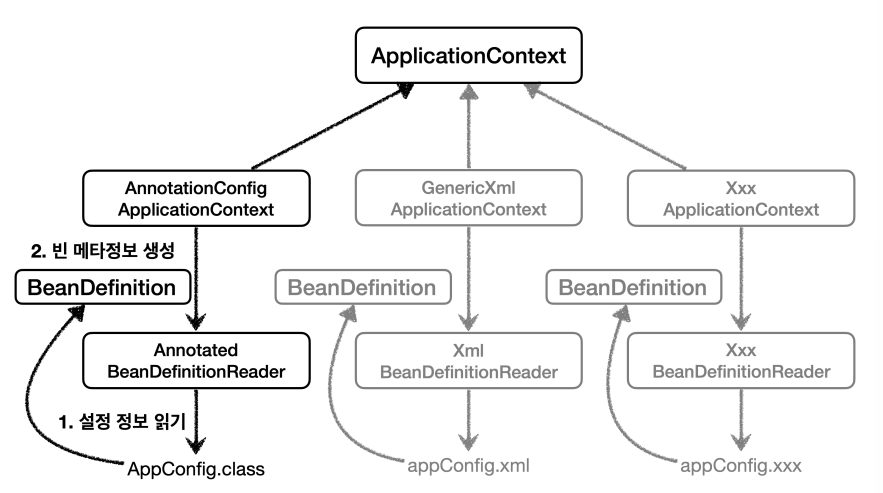 ApplicationContext
AnnotationConfig
ApplicationContext
GenericXml
ApplicationContext
Xxx
ApplicationContext
2. 빈 메타정보 생성
BeanDefinition
BeanDefinition
BeanDefinition
Annotated
BeanDefinitionReader
Xml
BeanDefinitionReader
Xxx
BeanDefinitionReader
1. 설정 정보 읽기
AppConfig.class
appConfig.xml
appConfig.xxx